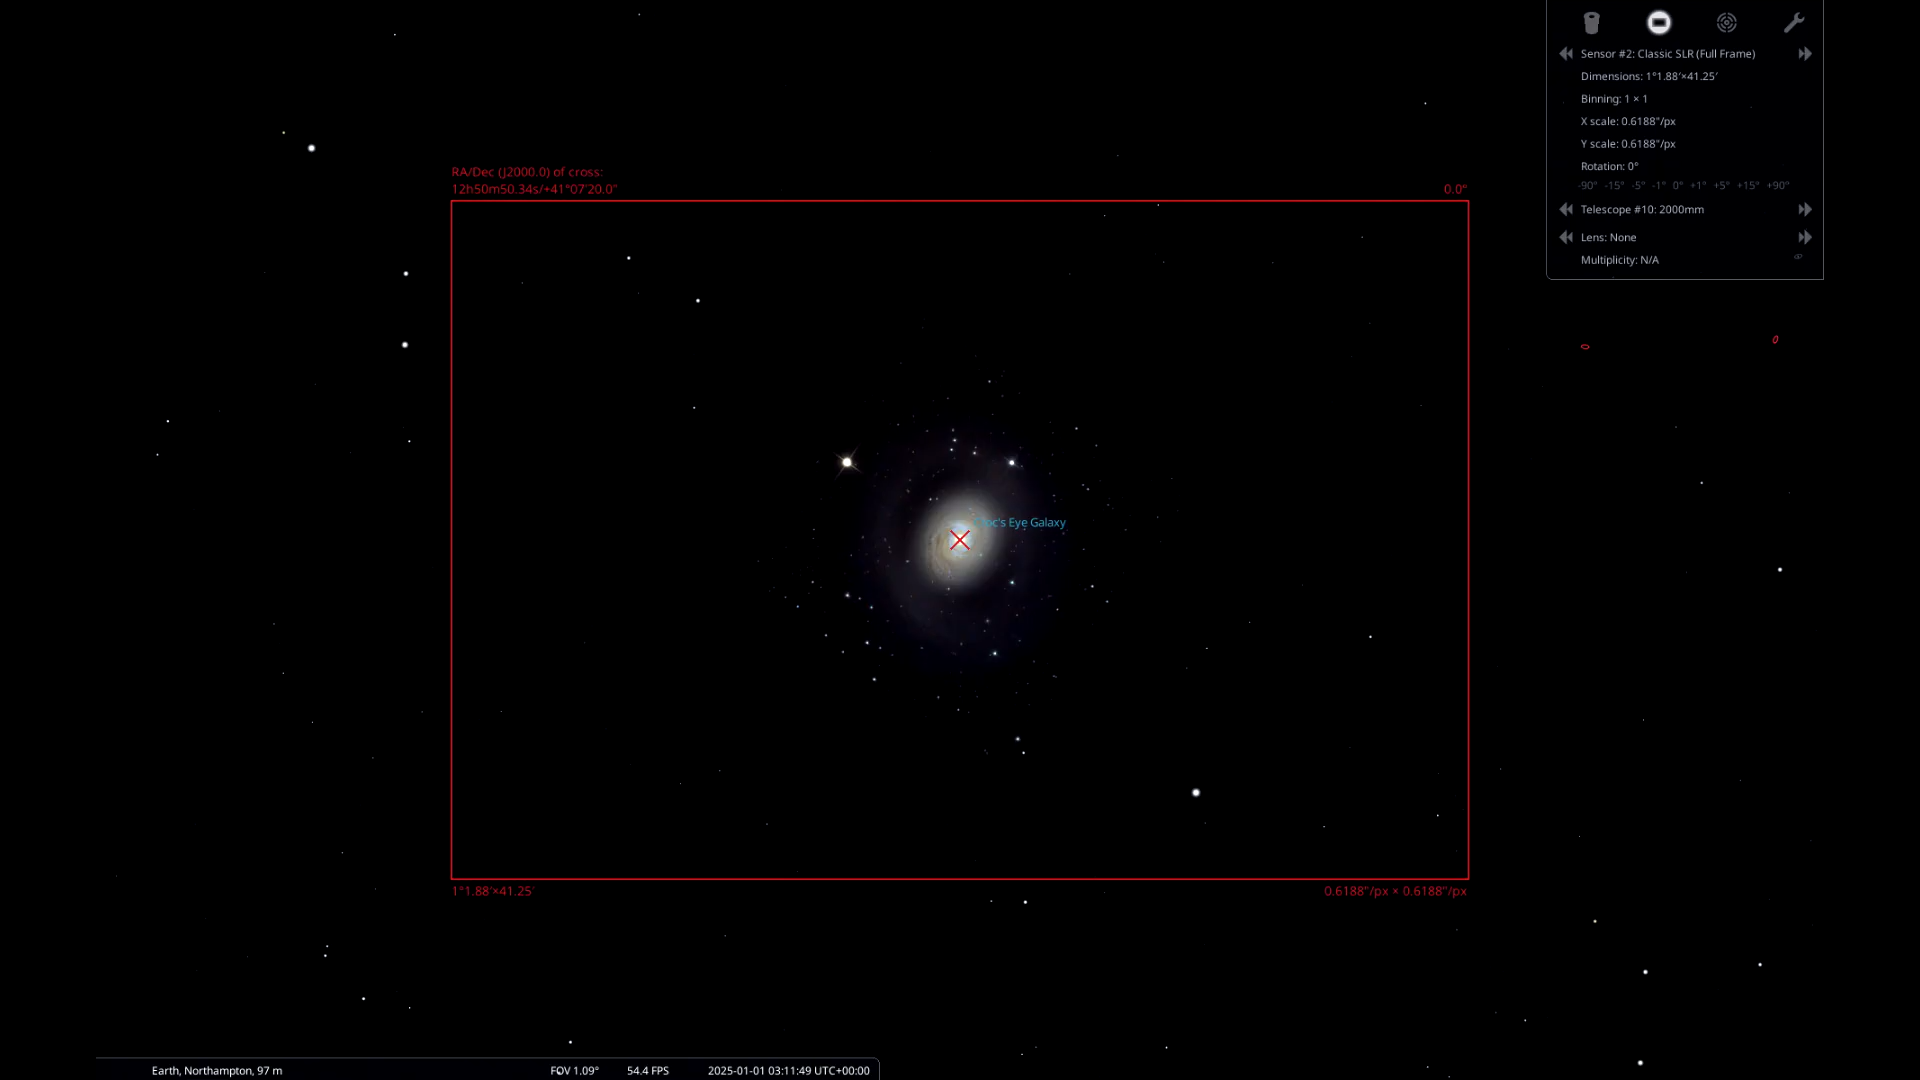 Sensor #2: Classic SLR (Full Frame)
Dimensions: 1°1.88′×41.25′
Binning: 1 × 1
X scale: 0.6188"/px
Y scale: 0.6188"/px
Rotation: 0°
-90° -15° -5° -1° 0° +1° +5° +15° +90°
Telescope #10: 2000mm
Lens: None
Multiplicity: N/A
RA/Dec (J2000.0) of cross:
12h50m50.34s/+41°07'20.0"
0.0°
Eye Galaxy
1°1.88′×41.25′
0.6188"/px × 0.6188"/px
Earth, Northampton, 97 m
FOV 1.09°
54.4 FPS
2025-01-01 03:11:49 UTC+00:00